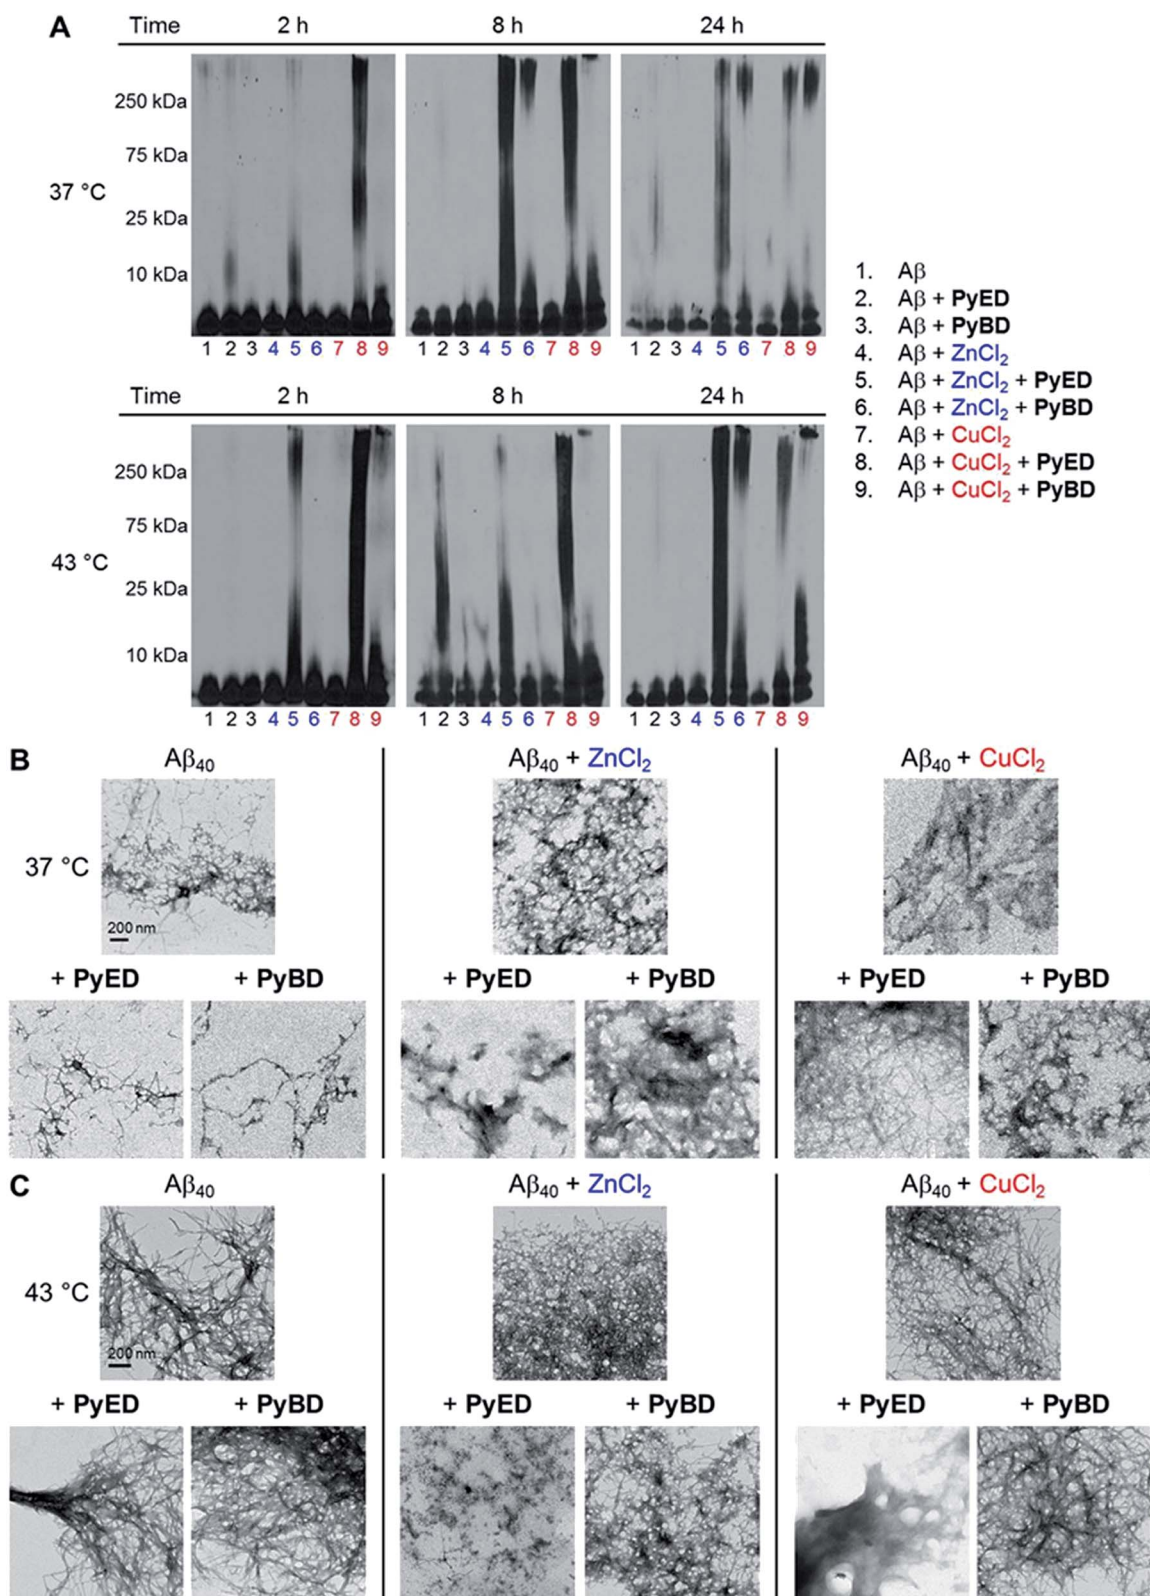 A Time 2 h 8 h 24 h
250 kDa
75 kDa
37 °C
25 kDa
10 kDa
1 2 3 4 5 6 7 8 9 1 2 3 4 5 6 7 8 9 1 2 3 4 5 6 7 8 9
1. Aβ
2. Aβ + PyED
3. Aβ + PyBD
4. Aβ + ZnCl₂
5. Aβ + ZnCl₂ + PyED
6. Aβ + ZnCl₂ + PyBD
7. Aβ + CuCl₂
8. Aβ + CuCl₂ + PyED
9. Aβ + CuCl₂ + PyBD
Time 2 h 8 h 24 h
250 kDa
75 kDa
43 °C
25 kDa
10 kDa
1 2 3 4 5 6 7 8 9 1 2 3 4 5 6 7 8 9 1 2 3 4 5 6 7 8 9
B Aβ₄₀ Aβ₄₀ + ZnCl₂ Aβ₄₀ + CuCl₂
37 °C
200 nm
+ PyED + PyBD + PyED + PyBD + PyED + PyBD
C Aβ₄₀ Aβ₄₀ + ZnCl₂ Aβ₄₀ + CuCl₂
43 °C
200 nm
+ PyED + PyBD + PyED + PyBD + PyED + PyBD